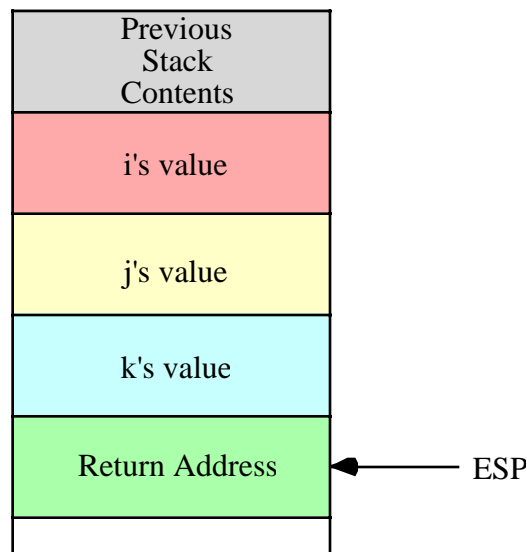 Previous
Stack
Contents
i's value
j's value
k's value
Return Address
ESP